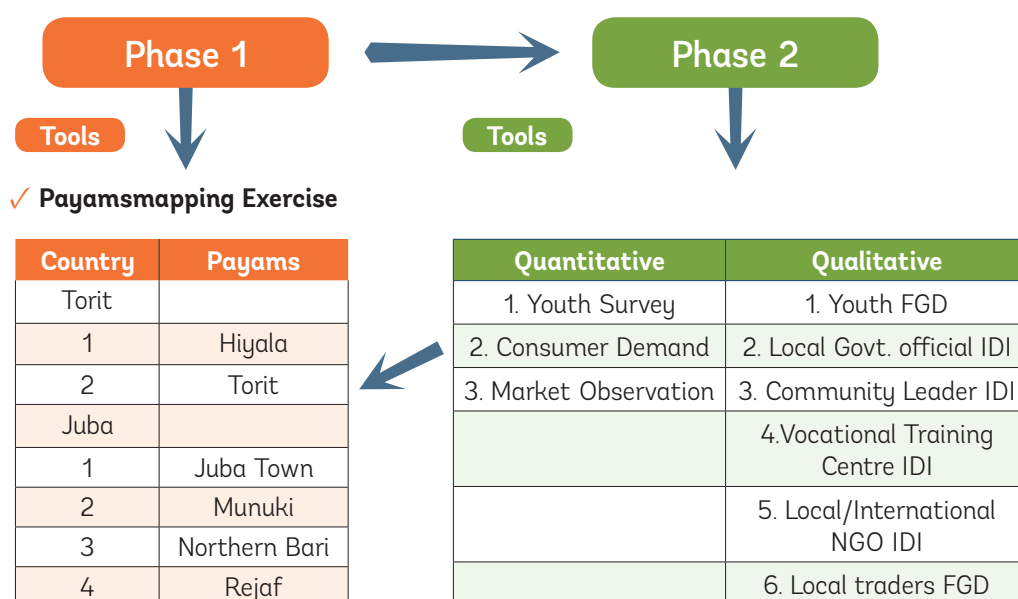 Phase 1
Phase 2
Tools
Tools
✓ Payamsmapping Exercise
Country Payams
Torit
1 Hiyala
2 Torit
Juba
1 Juba Town
2 Munuki
3 Northern Bari
4 Rejaf
Quantitative Qualitative
1. Youth Survey 1. Youth FGD
2. Consumer Demand 2. Local Govt. official IDI
3. Market Observation 3. Community Leader IDI
4.Vocational Training
Centre IDI
5. Local/International
NGO IDI
6. Local traders FGD